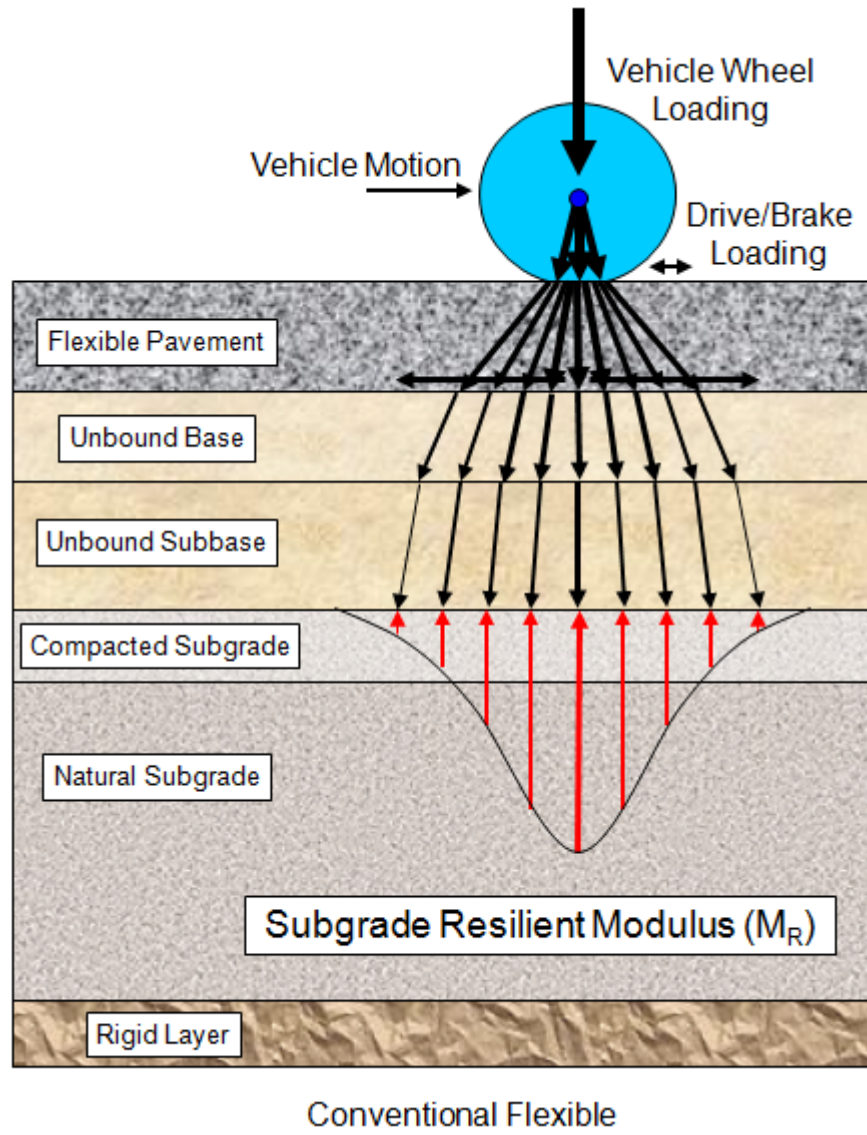 Vehicle Wheel
Loading
Vehicle Motion
Drive/Brake
Loading
Flexible Pavement
Unbound Base
Unbound Subbase
Compacted Subgrade
Natural Subgrade
Subgrade Resilient Modulus (MR)
Rigid Layer
Conventional Flexible